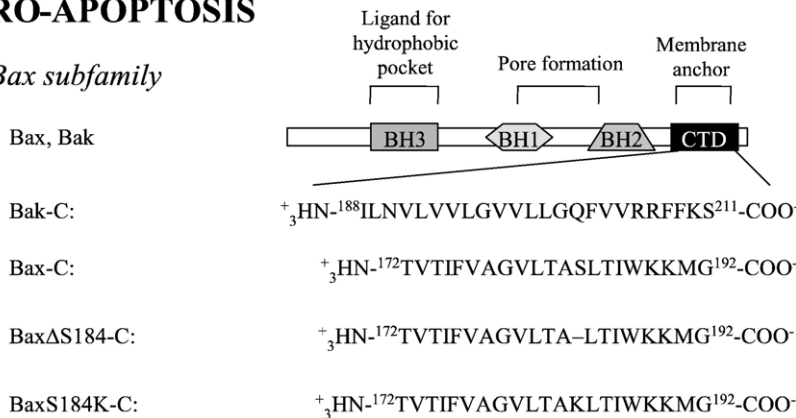 RO-APOPTOSIS
Bax subfamily
Ligand for
hydrophobic
pocket
Pore formation
Membrane
anchor
Bax, Bak
BH3 BH1 BH2 CTD
Bak-C: ⁺₃HN-¹⁸⁸ILNVLVVLGVVLLGQFVVRRFFKS²¹¹-COO⁻
Bax-C: ⁺₃HN-¹⁷²TVTIFVAGVLTASLTIWKKMG¹⁹²-COO⁻
BaxΔS184-C: ⁺₃HN-¹⁷²TVTIFVAGVLTA–LTIWKKMG¹⁹²-COO⁻
BaxS184K-C: ⁺₃HN-¹⁷²TVTIFVAGVLTAKLTIWKKMG¹⁹²-COO⁻